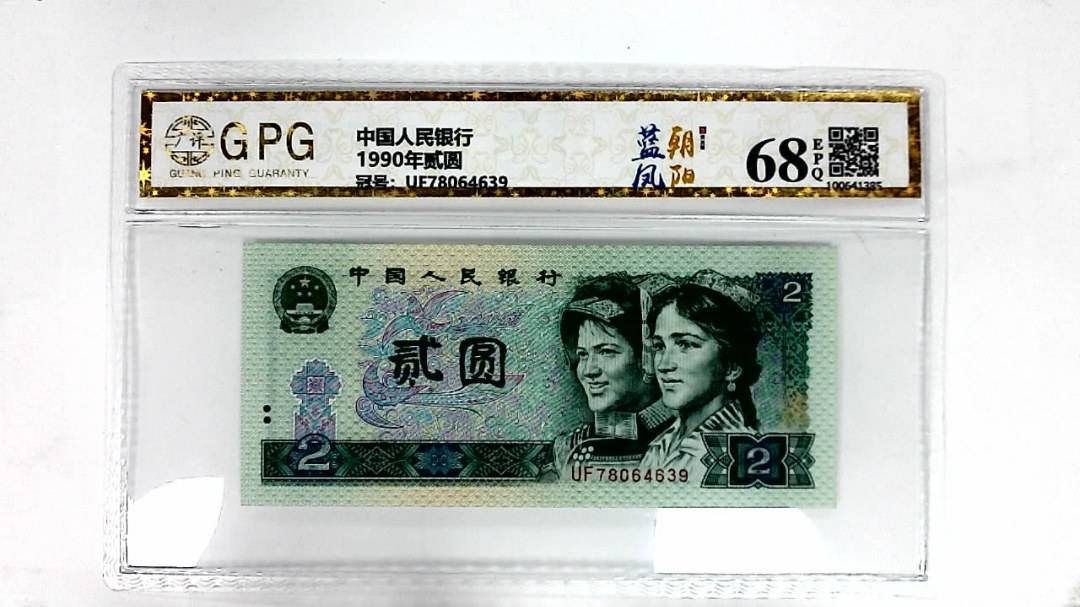 广评
GPG
GUANG PING GUARANTY
中国人民银行
1990年贰圆
冠号: UF78064639
蓝凤
朝阳
68
EPQ
100641385
中国人民银行
贰圆
2
2
2
UF78064639